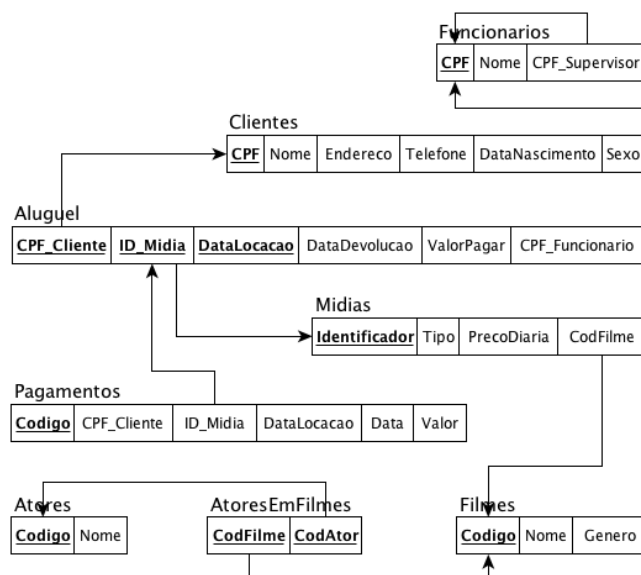 Funcionarios
CPF Nome CPF_Supervisor
Clientes
CPF Nome Endereco Telefone DataNascimento Sexo
Aluguel
CPF_Cliente ID_Midia DataLocacao DataDevolucao ValorPagar CPF_Funcionario
Midias
Identificador Tipo PrecoDiaria CodFilme
Pagamentos
Codigo CPF_Cliente ID_Midia DataLocacao Data Valor
Atores AtoresEmFilmes Filmes
Codigo Nome CodFilme CodAtor Codigo Nome Genero